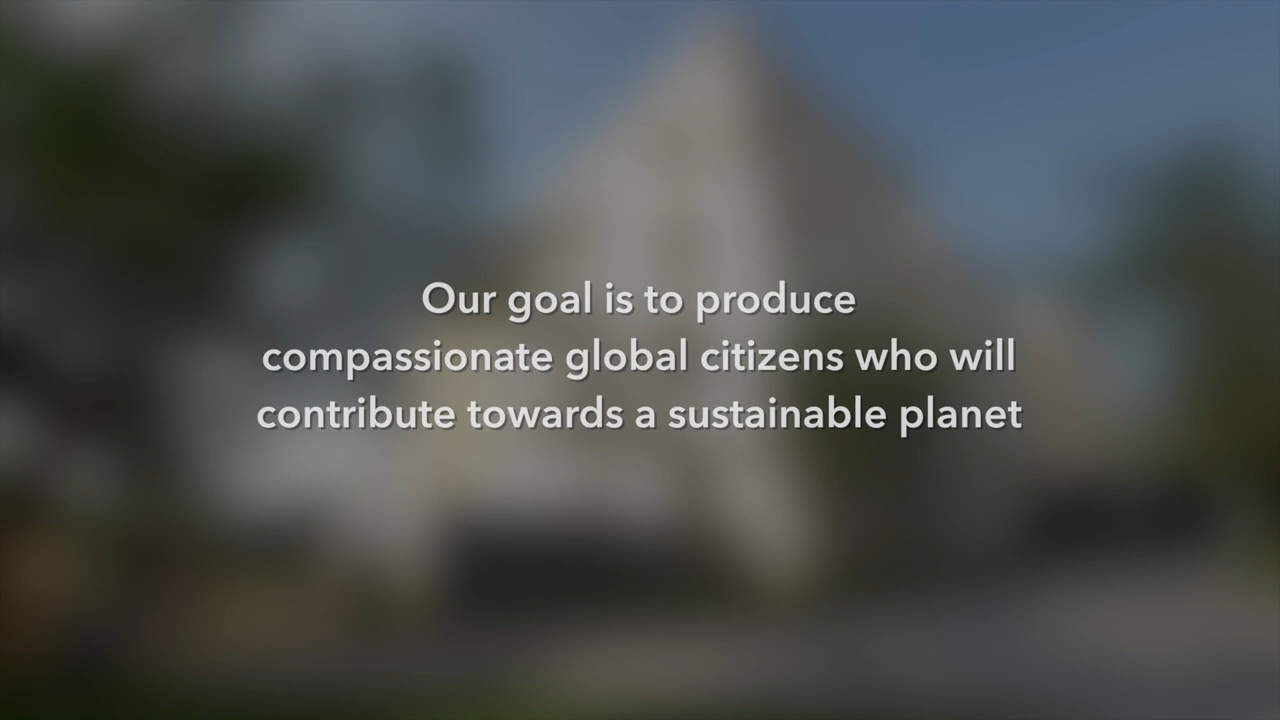 Our goal is to produce
compassionate global citizens who will
contribute towards a sustainable planet